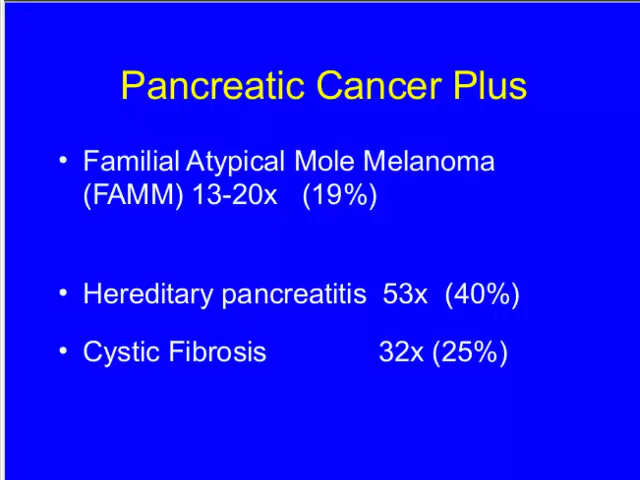 Pancreatic Cancer Plus
• Familial Atypical Mole Melanoma
(FAMM) 13-20x (19%)
• Hereditary pancreatitis 53x (40%)
• Cystic Fibrosis 32x (25%)